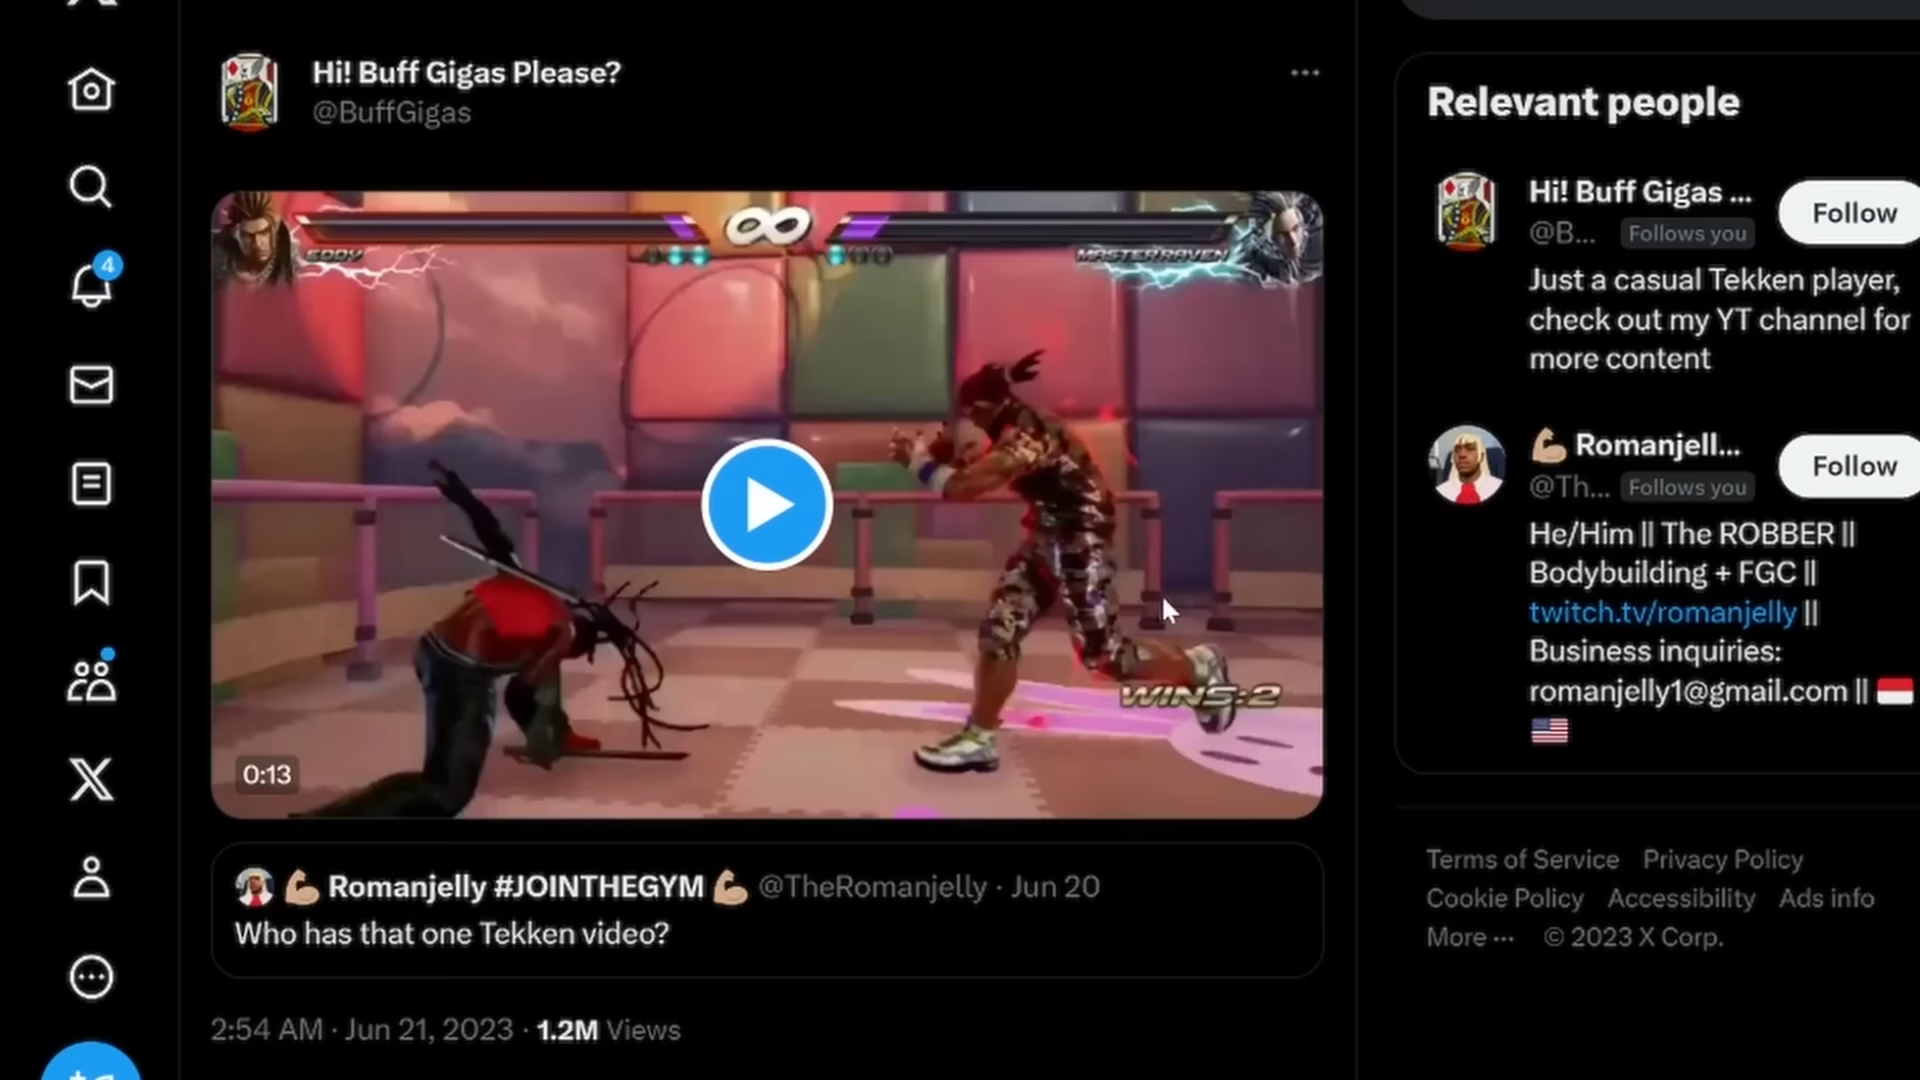 Hi! Buff Gigas Please?
@BuffGigas
EDDY
MASTER RAVEN
WINS:2
0:13
Romanjelly #JOINTHEGYM @TheRomanjelly · Jun 20
Who has that one Tekken video?
2:54 AM · Jun 21, 2023 · 1.2M Views
4
Relevant people
Hi! Buff Gigas ...
@B... Follows you
Follow
Just a casual Tekken player,
check out my YT channel for
more content
Romanjell...
@Th... Follows you
Follow
He/Him || The ROBBER ||
Bodybuilding + FGC ||
twitch.tv/romanjelly ||
Business inquiries:
romanjelly1@gmail.com ||
Terms of Service Privacy Policy
Cookie Policy Accessibility Ads info
More ··· © 2023 X Corp.